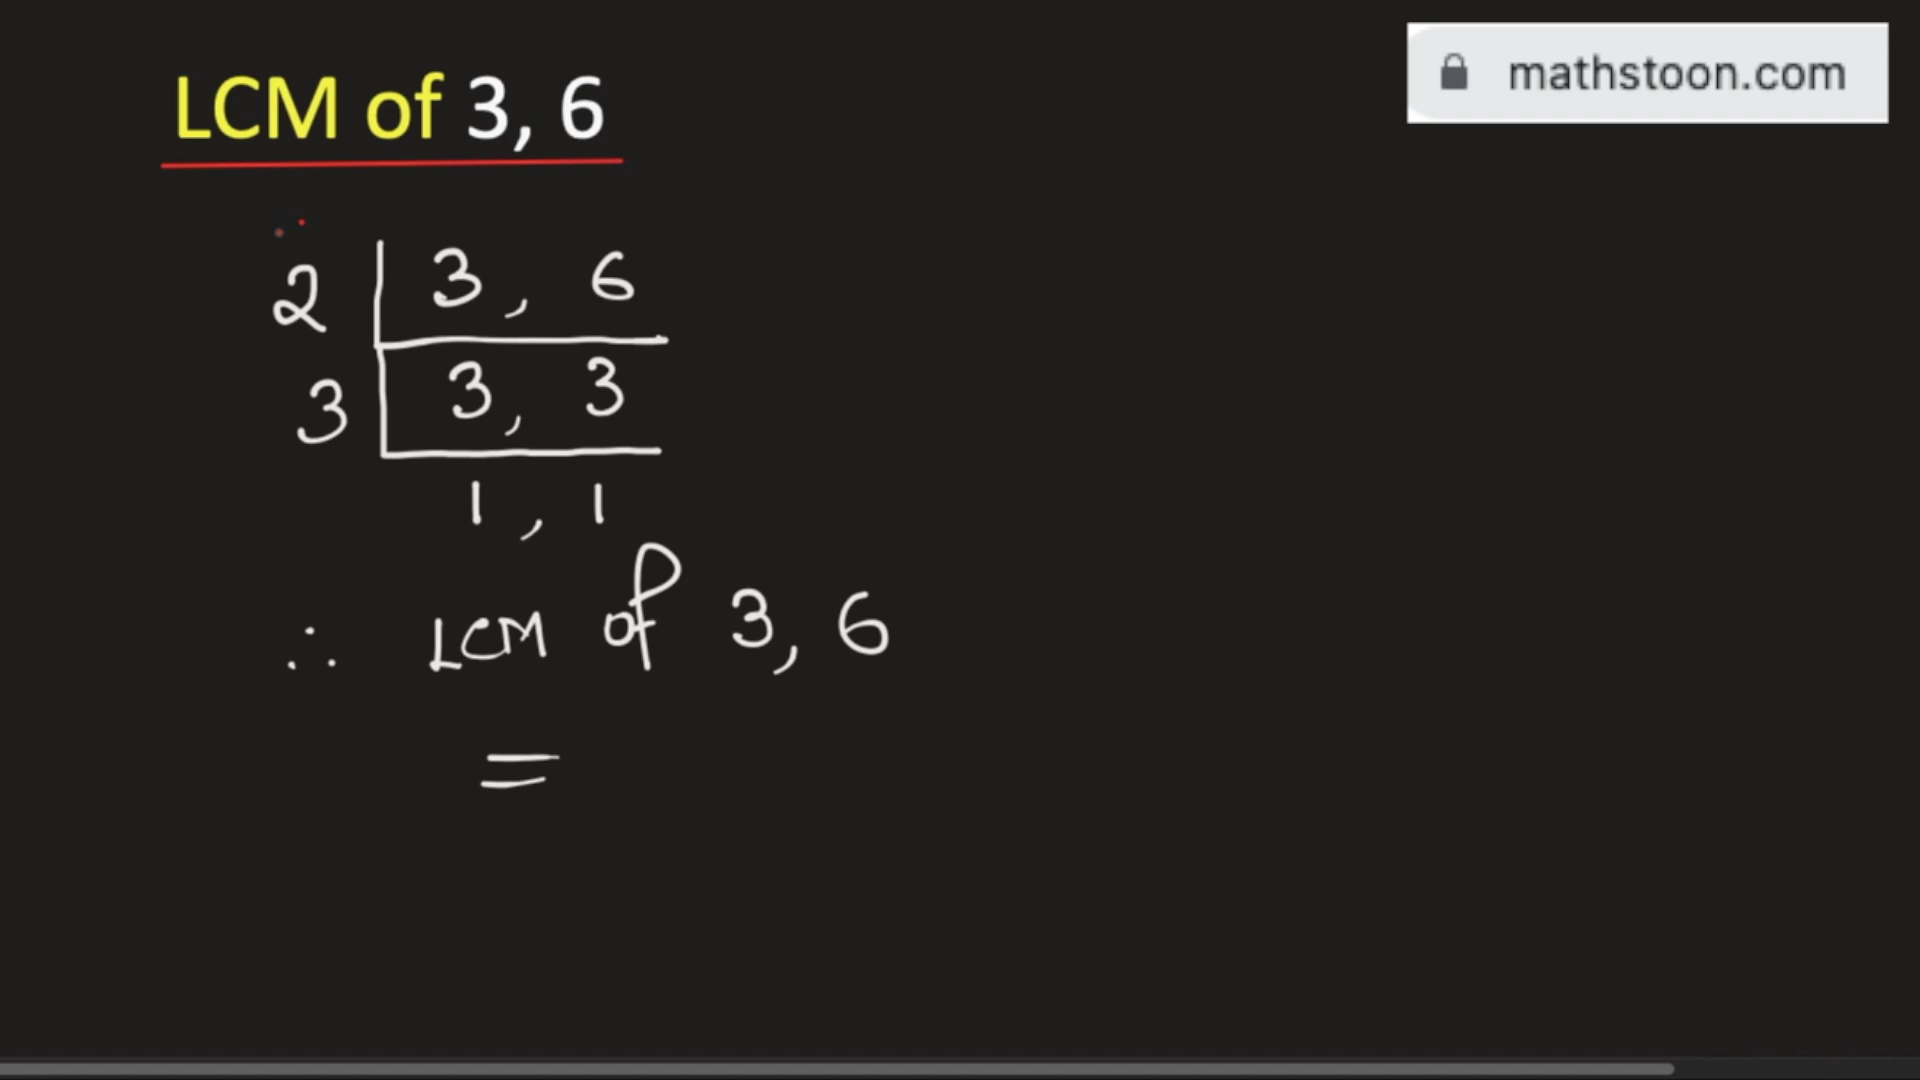 LCM of 3, 6
mathstoon.com
2 | 3, 6
3 | 3, 3
1, 1
∴ LCM of 3, 6
=